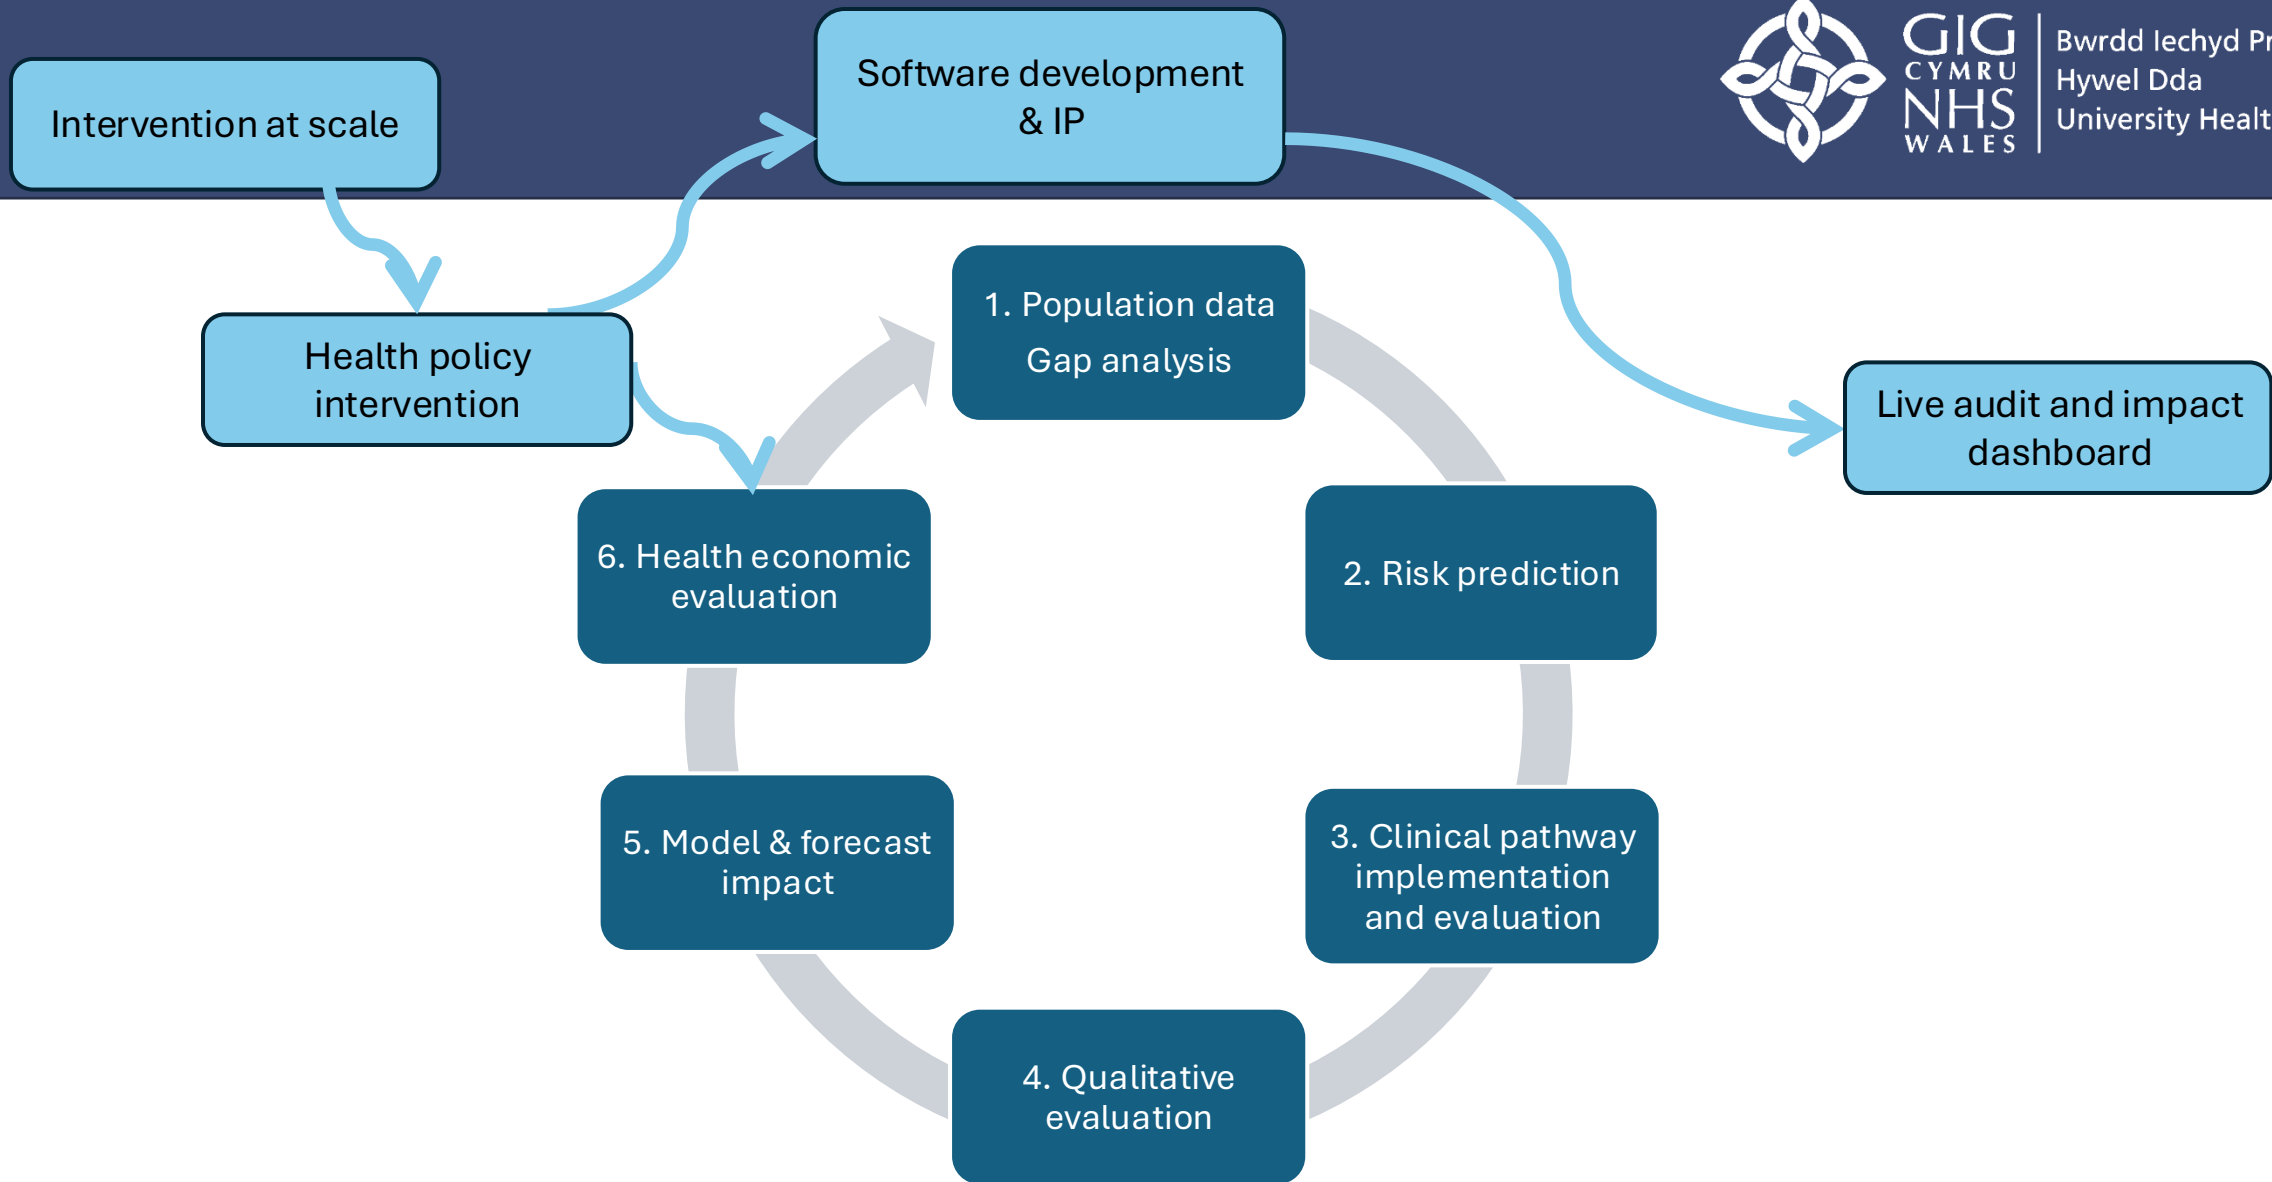 Intervention at scale
Software development
& IP
GIG
CYMRU
NHS
WALES
Bwrdd Iechyd
Hywel Dda
University
Health policy
intervention
Live audit and impact
dashboard
1. Population data
Gap analysis
2. Risk prediction
3. Clinical pathway
implementation
and evaluation
4. Qualitative
evaluation
5. Model & forecast
impact
6. Health economic
evaluation